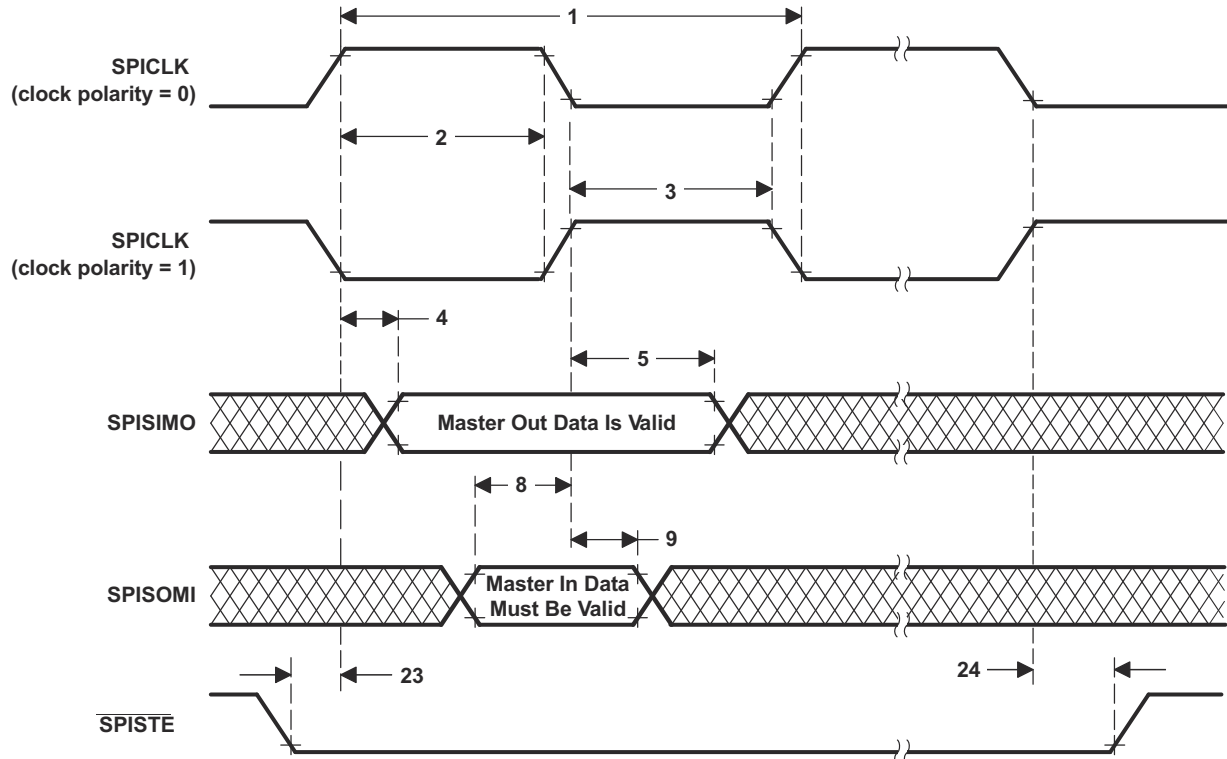 1
SPICLK
(clock polarity = 0)
2
3
SPICLK
(clock polarity = 1)
4
5
SPISIMO
Master Out Data Is Valid
8
9
SPISOMI
Master In Data
Must Be Valid
23
24
SPISTE